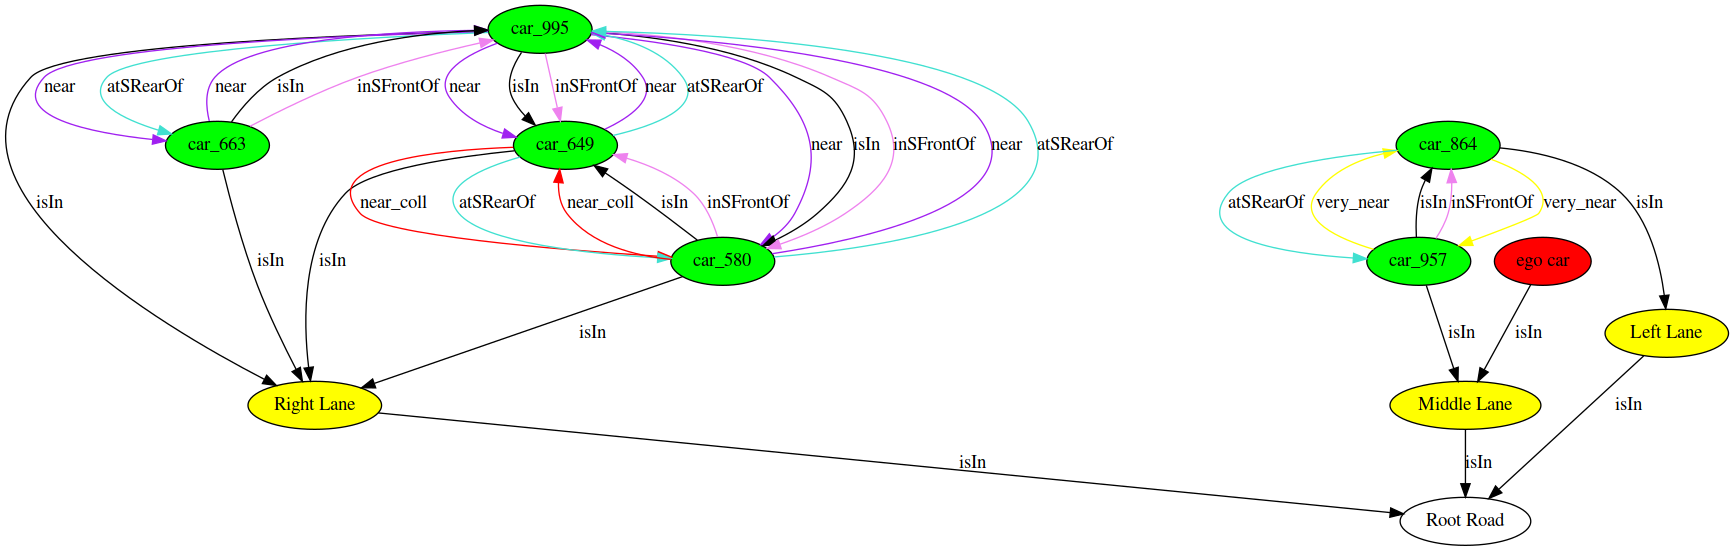 car_995
near
atSRearOf
near
isIn
inSFrontOf
near
isIn
inSFrontOf
near
atSRearOf
car_663
car_649
near
isIn
inSFrontOf
near
atSRearOf
car_864
isIn
near_coll
atSRearOf
near_coll
isIn
inSFrontOf
atSRearOf
very_near
isIn
inSFrontOf
very_near
isIn
isIn
isIn
car_580
car_957
ego car
isIn
isIn
isIn
Left Lane
Right Lane
Middle Lane
isIn
isIn
isIn
Root Road